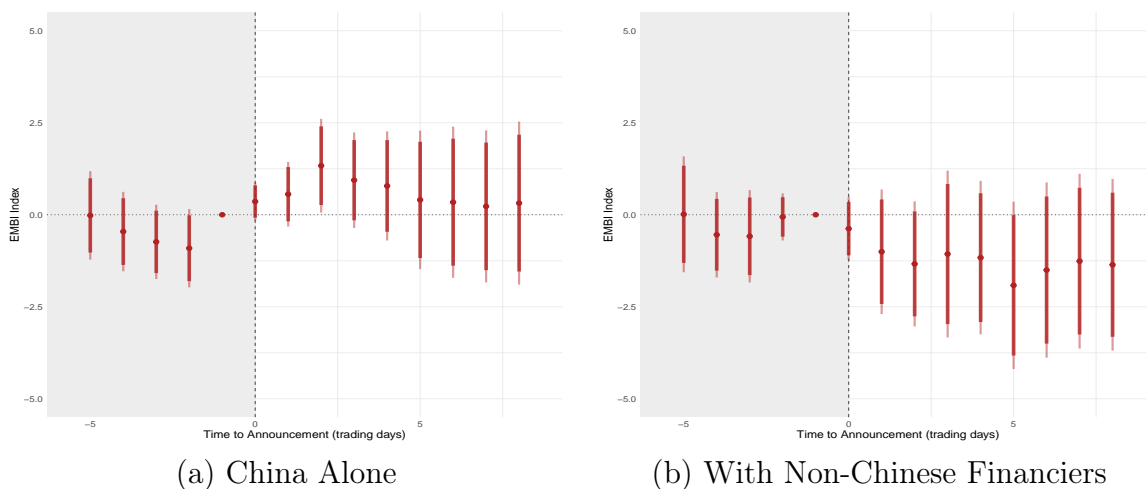 5.0
2.5
0.0
−2.5
−5.0
EMBI Index
−5
0
5
Time to Announcement (trading days)
(a) China Alone
5.0
2.5
0.0
−2.5
−5.0
EMBI Index
−5
0
5
Time to Announcement (trading days)
(b) With Non-Chinese Financiers